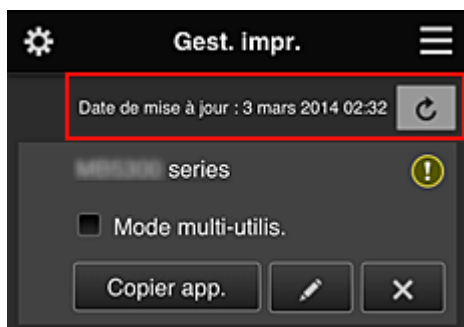 Gest. impr.
Date de mise à jour : 3 mars 2014 02:32
series
Mode multi-utilis.
Copier app.